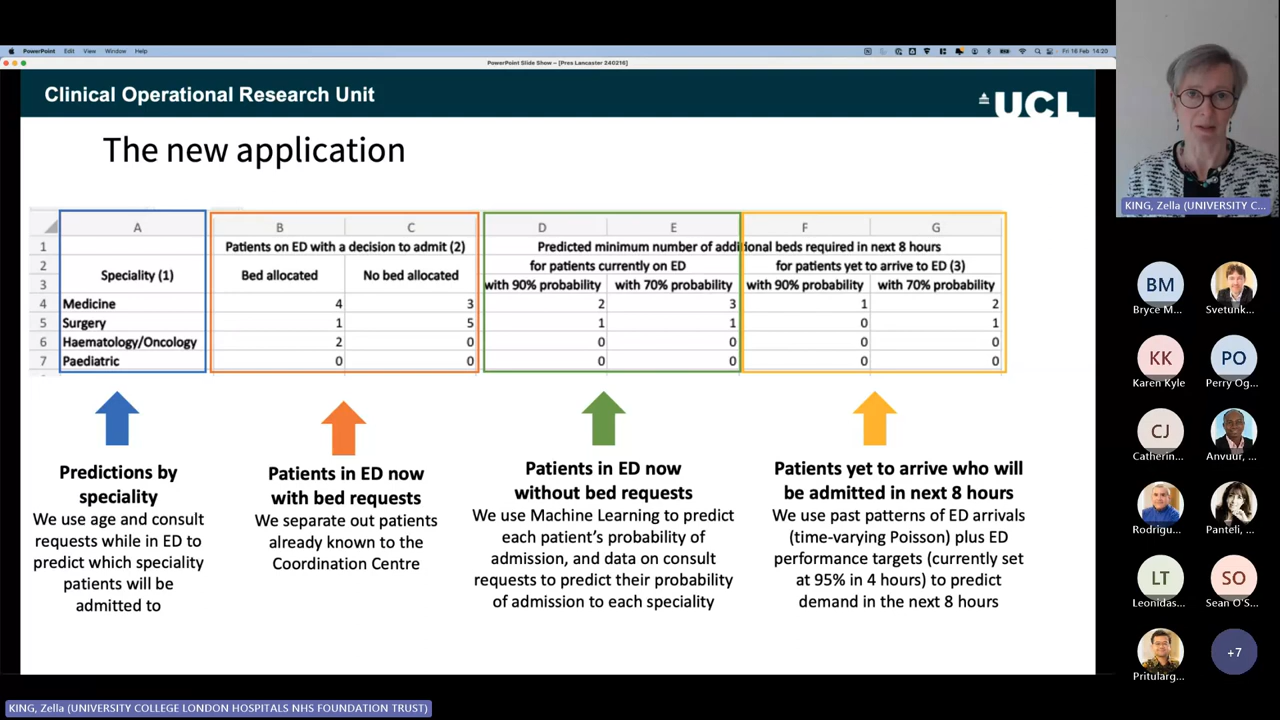 PowerPoint Edit View Window Help
Fri 16 Feb 14:20
PowerPoint Slide Show – [Pres Lancaster 240216]
Clinical Operational Research Unit
UCL
The new application
A B C D E F G
1 Patients on ED with a decision to admit (2) Predicted minimum number of additional beds required in next 8 hours
2 Speciality (1) Bed allocated No bed allocated for patients currently on ED for patients yet to arrive to ED (3)
3 with 90% probability with 70% probability with 90% probability with 70% probability
4 Medicine 4 3 2 3 1 2
5 Surgery 1 5 1 1 0 1
6 Haematology/Oncology 2 0 0 0 0 0
7 Paediatric 0 0 0 0 0 0
Predictions by
speciality
We use age and consult
requests while in ED to
predict which speciality
patients will be
admitted to
Patients in ED now
with bed requests
We separate out patients
already known to the
Coordination Centre
Patients in ED now
without bed requests
We use Machine Learning to predict
each patient's probability of
admission, and data on consult
requests to predict their probability
of admission to each speciality
Patients yet to arrive who will
be admitted in next 8 hours
We use past patterns of ED arrivals
(time-varying Poisson) plus ED
performance targets (currently set
at 95% in 4 hours) to predict
demand in the next 8 hours
KING, Zella (UNIVERSITY C...
BM
Bryce M... Svetunk...
KK PO
Karen Kyle Perry Og...
CJ
Catherin... Anvuur, ...
Rodrigu... Panteli, ...
LT SO
Leonidas... Sean O'S...
+7
Pritularg...
KING, Zella (UNIVERSITY COLLEGE LONDON HOSPITALS NHS FOUNDATION TRUST)